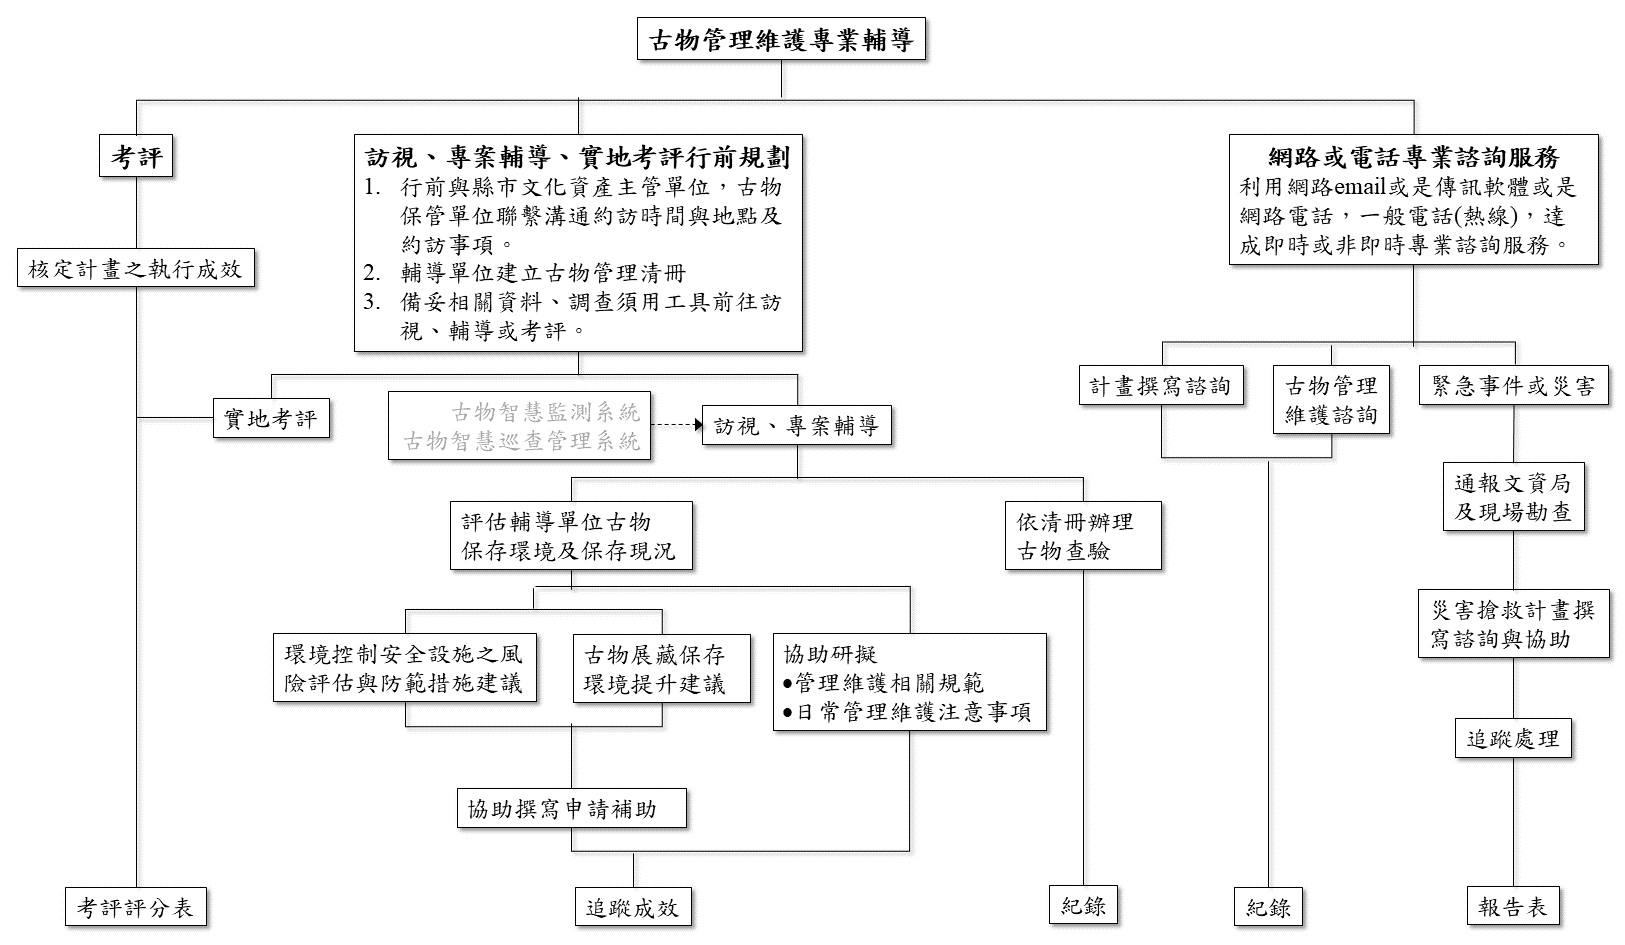 古物管理維護專業輔導
考評
核定計畫之執行成效
訪視、專案輔導、實地考評行前規劃
1. 行前與縣市文化資產主管單位，古物
保管單位聯繫溝通約訪時間與地點及
約訪事項。
2. 輔導單位建立古物管理清冊
3. 備妥相關資料、調查須用工具前往訪
視、輔導或考評。
網路或電話專業諮詢服務
利用網路email或是傳訊軟體或是
網路電話，一般電話(熱線)，達
成即時或非即時專業諮詢服務。
實地考評
古物智慧監測系統
古物智慧巡查管理系統
訪視、專案輔導
計畫撰寫諮詢
古物管理
維護諮詢
緊急事件或災害
評估輔導單位古物
保存環境及保存現況
依清冊辦理
古物查驗
通報文資局
及現場勘查
環境控制安全設施之風
險評估與防範措施建議
古物展藏保存
環境提升建議
協助研擬
•管理維護相關規範
•日常管理維護注意事項
災害搶救計畫撰
寫諮詢與協助
追蹤處理
協助撰寫申請補助
考評評分表
追蹤成效
紀錄
紀錄
報告表